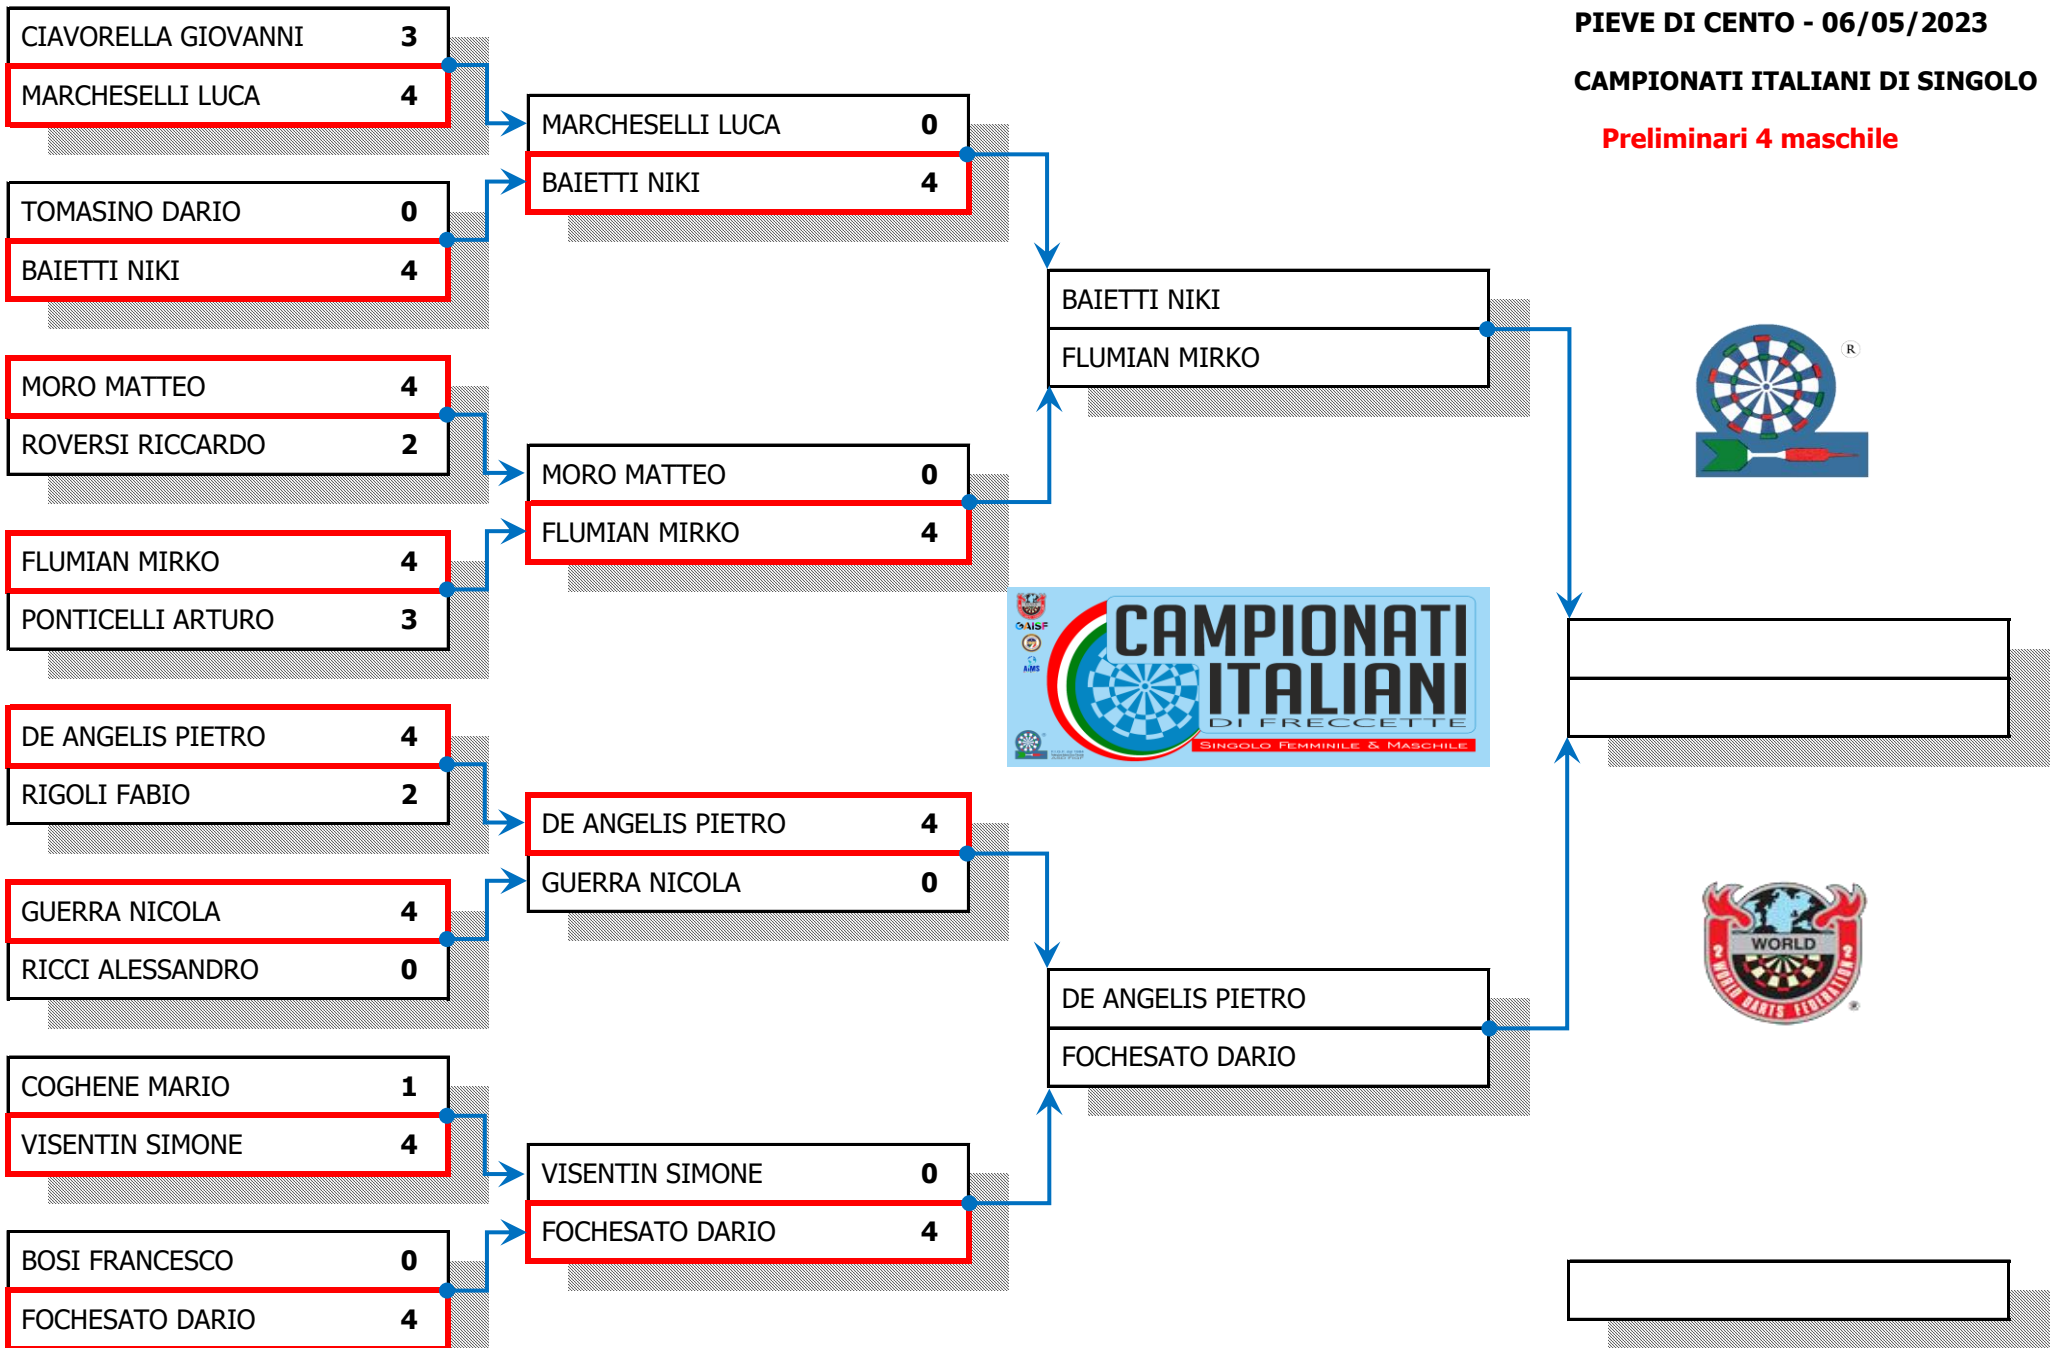 PIEVE DI CENTO - 06/05/2023
CAMPIONATI ITALIANI DI SINGOLO
Preliminari 4 maschile
CIAVORELLA GIOVANNI 3
MARCHESELLI LUCA 4
TOMASINO DARIO 0
BAIETTI NIKI 4
MORO MATTEO 4
ROVERSI RICCARDO 2
FLUMIAN MIRKO 4
PONTICELLI ARTURO 3
DE ANGELIS PIETRO 4
RIGOLI FABIO 2
GUERRA NICOLA 4
RICCI ALESSANDRO 0
COGHENE MARIO 1
VISENTIN SIMONE 4
BOSI FRANCESCO 0
FOCHESATO DARIO 4
MARCHESELLI LUCA 0
BAIETTI NIKI 4
MORO MATTEO 0
FLUMIAN MIRKO 4
DE ANGELIS PIETRO 4
GUERRA NICOLA 0
VISENTIN SIMONE 0
FOCHESATO DARIO 4
BAIETTI NIKI
FLUMIAN MIRKO
DE ANGELIS PIETRO
FOCHESATO DARIO
GAISF
AIMS
CAMPIONATI
ITALIANI
DI FRECCETTE
SINGOLO FEMMINILE & MASCHILE
®
WORLD
WORLD DARTS FEDERATION
®